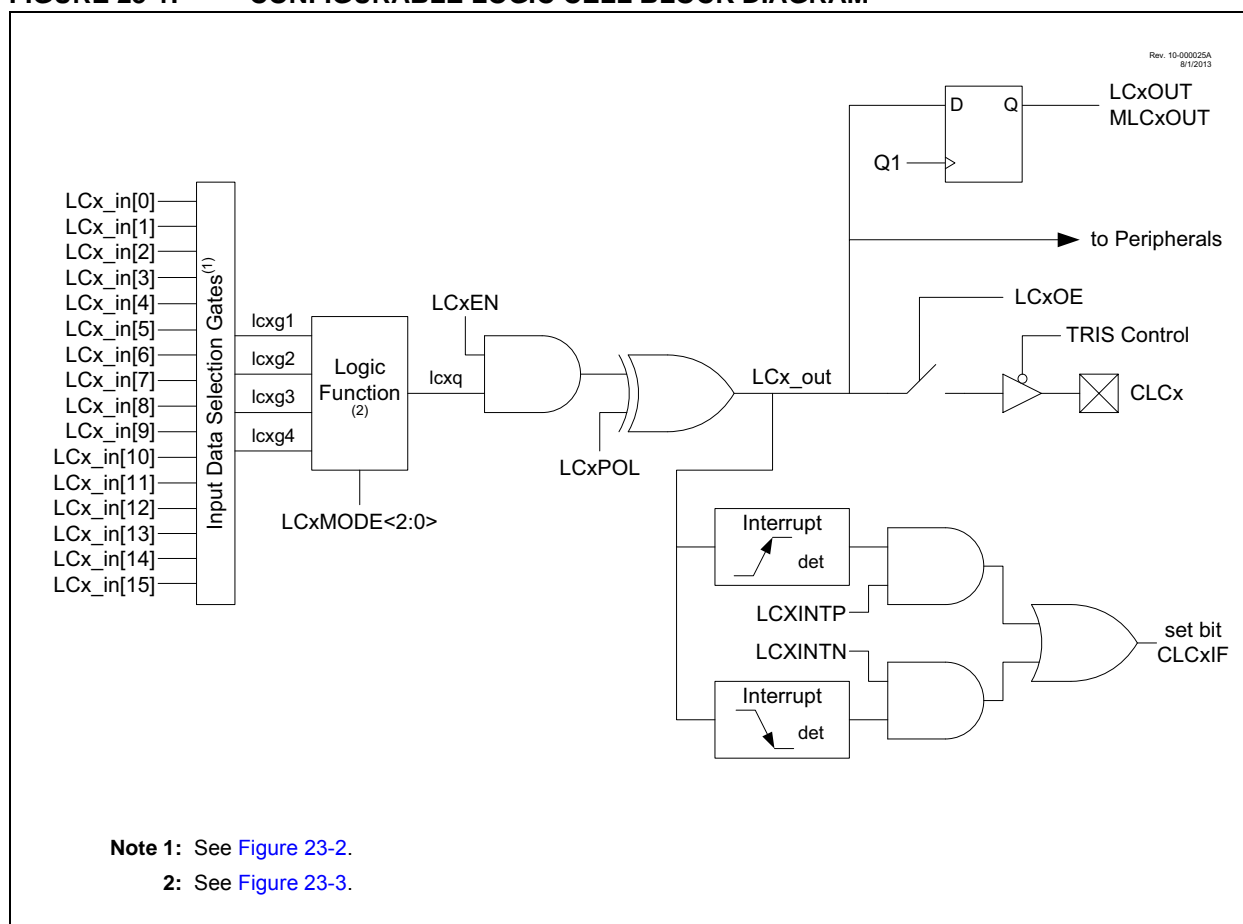 Rev. 10-000025A
8/1/2013
LCxOUT
MLCxOUT
D Q
Q1
to Peripherals
LCxOE
TRIS Control
CLCx
LCx_in[0]
LCx_in[1]
LCx_in[2]
LCx_in[3]
LCx_in[4]
LCx_in[5]
LCx_in[6]
LCx_in[7]
LCx_in[8]
LCx_in[9]
LCx_in[10]
LCx_in[11]
LCx_in[12]
LCx_in[13]
LCx_in[14]
LCx_in[15]
Input Data Selection Gates(1)
lcxg1
lcxg2
lcxg3
lcxg4
Logic
Function
(2)
LCxMODE<2:0>
lcxq
LCxEN
LCxPOL
LCx_out
Interrupt
det
LCXINTP
LCXINTN
Interrupt
det
set bit
CLCxIF
Note 1: See Figure 23-2.
2: See Figure 23-3.